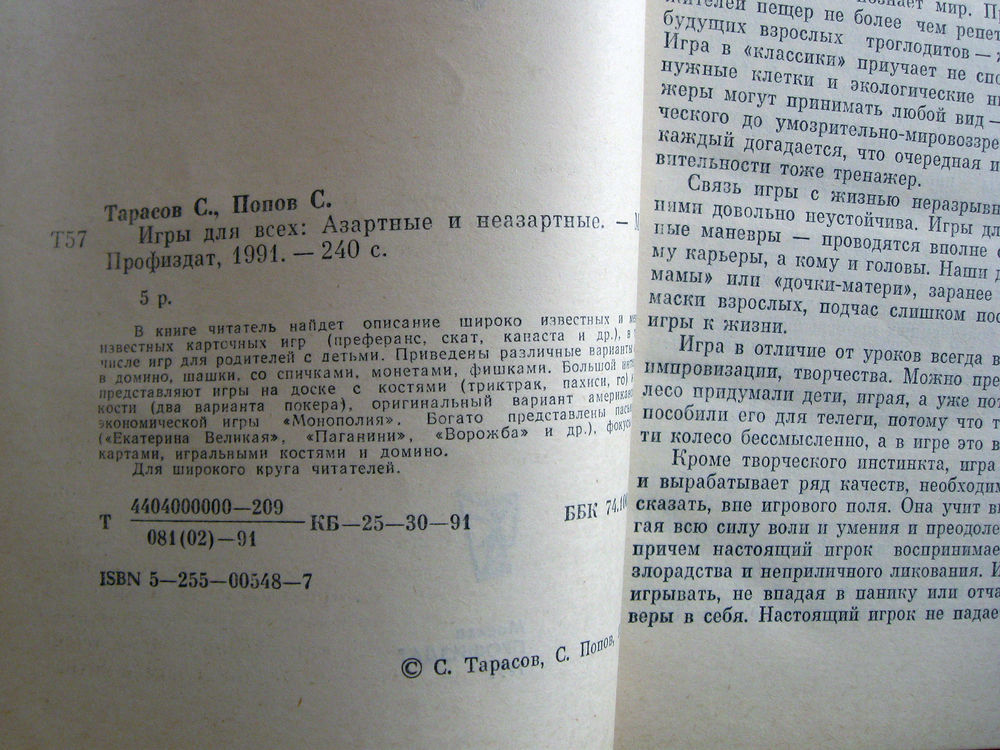 Тарасов С., Попов С.
Т57
Игры для всех: Азартные и неазартные. —
Профиздат, 1991. — 240 с.
5 р.
В книге читатель найдет описание широко известных и
известных карточных игр (преферанс, скат, канаста и др.), в
числе игр для родителей с детьми. Приведены различные варианты
в домино, шашки, со спичками, монетами, фишками. Большой
представляют игры на доске с костями (триктрак, пахиси, го)
кости (два варианта покера), оригинальный вариант
экономической игры «Монополия». Богато представлены
(«Екатерина Великая», «Паганини», «Ворожба» и др.),
картами, игральными костями и домино.
Для широкого круга читателей.
Т 4404000000—209 КБ—25—30—91 ББК
081(02)—91
ISBN 5—255—00548—7
© С. Тарасов, С. Попов,
мир.
жителей пещер не более чем
будущих взрослых троглодитов —
Игра в «классики» приучает не
нужные клетки и экологические
жеры могут принимать любой вид —
ческого до умозрительно-мировоззре
каждый догадается, что очередная
вительности тоже тренажер.
Связь игры с жизнью неразрывн
ними довольно неустойчива. Игры
ные маневры — проводятся вполне
му карьеры, а кому и головы. Наши
мамы» или «дочки-матери», заранее
маски взрослых, подчас слишком
игры к жизни.
Игра в отличие от уроков всегда
импровизации, творчества. Можно
лесо придумали дети, играя, а уже
пособили его для телеги, потому что
ти колесо бессмысленно, а в игре это
Кроме творческого инстинкта, игра
и вырабатывает ряд качеств, необходим
сказать, вне игрового поля. Она учит
гая всю силу воли и умения и преодоле
причем настоящий игрок воспринимае
злорадства и неприличного ликования.
игрывать, не впадая в панику или отча
веры в себя. Настоящий игрок не падае